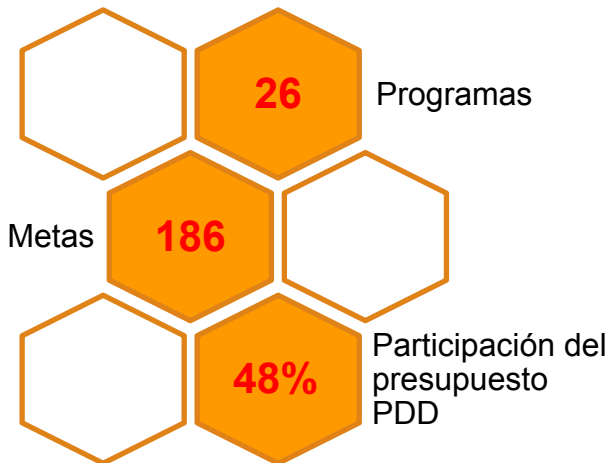 26
Programas
Metas
186
48%
Participación del
presupuesto
PDD